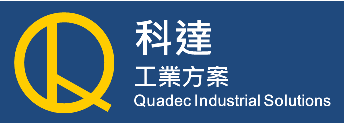 科達
工業方案
Quadec Industrial Solutions